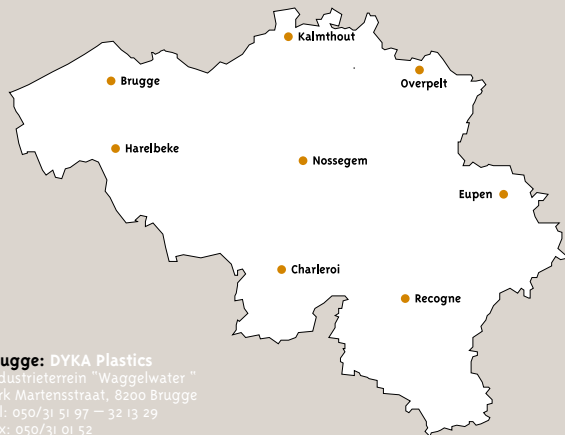 Kalmthout
Brugge
Overpelt
Harelbeke
Nossegem
Eupen
Charleroi
Recogne
ugge: DYKA Plastics
dustrieterrein "Waggelwater "
rk Martensstraat, 8200 Brugge
l: 050/31 51 97 – 32 13 29
x: 050/31 01 52